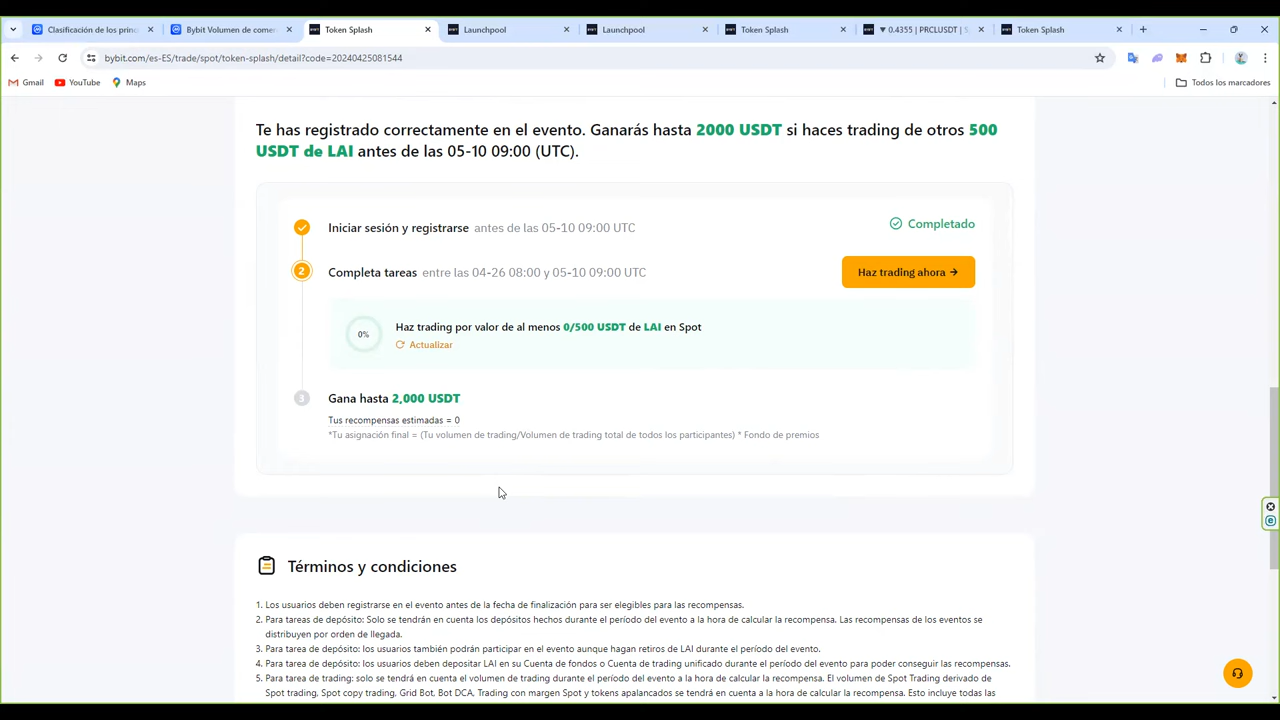 Clasificación de los princ
Bybit Volumen de comer
Token Splash
Launchpool
Launchpool
Token Splash
▼ 0.4355 | PRCLUSDT | S
Token Splash
bybit.com/es-ES/trade/spot/token-splash/detail?code=20240425081544
Gmail
YouTube
Maps
Todos los marcadores
Te has registrado correctamente en el evento. Ganarás hasta 2000 USDT si haces trading de otros 500
USDT de LAI antes de las 05-10 09:00 (UTC).
Iniciar sesión y registrarse antes de las 05-10 09:00 UTC
Completado
2
Completa tareas entre las 04-26 08:00 y 05-10 09:00 UTC
Haz trading ahora →
0%
Haz trading por valor de al menos 0/500 USDT de LAI en Spot
Actualizar
3
Gana hasta 2,000 USDT
Tus recompensas estimadas = 0
*Tu asignación final = (Tu volumen de trading/Volumen de trading total de todos los participantes) * Fondo de premios
Términos y condiciones
1. Los usuarios deben registrarse en el evento antes de la fecha de finalización para ser elegibles para las recompensas.
2. Para tareas de depósito: Solo se tendrán en cuenta los depósitos hechos durante el período del evento a la hora de calcular la recompensa. Las recompensas de los eventos se
distribuyen por orden de llegada.
3. Para tarea de depósito: los usuarios también podrán participar en el evento aunque hagan retiros de LAI durante el período del evento.
4. Para tarea de depósito: los usuarios deben depositar LAI en su Cuenta de fondos o Cuenta de trading unificado durante el período del evento para poder conseguir las recompensas.
5. Para tarea de trading: solo se tendrá en cuenta el volumen de trading durante el período del evento a la hora de calcular la recompensa. El volumen de Spot Trading derivado de
Spot trading, Spot copy trading, Grid Bot, Bot DCA, Trading con margen Spot y tokens apalancados se tendrá en cuenta a la hora de calcular la recompensa. Esto incluye todas las